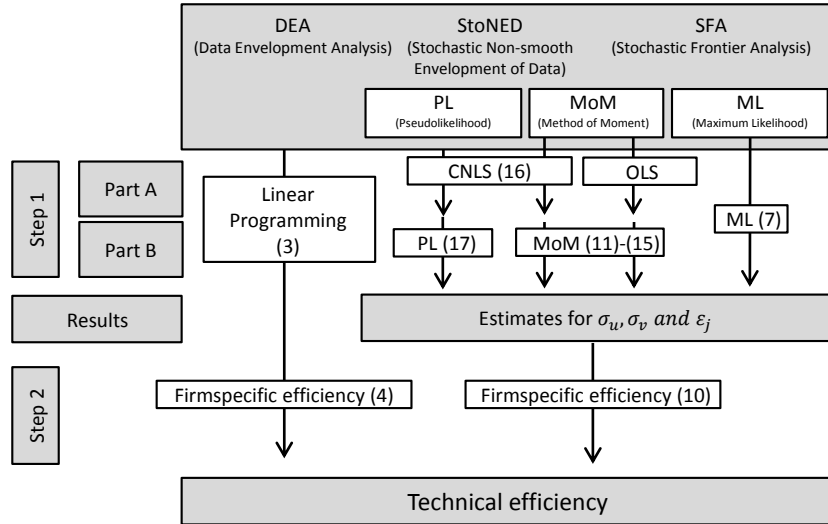 DEA
(Data Envelopment Analysis)
StoNED
(Stochastic Non-smooth
Envelopment of Data)
SFA
(Stochastic Frontier Analysis)
PL
(Pseudolikelihood)
MoM
(Method of Moment)
ML
(Maximum Likelihood)
Step 1
Part A
Part B
Linear
Programming
(3)
CNLS (16)
OLS
PL (17)
MoM (11)-(15)
ML (7)
Results
Estimates for σ_u, σ_v and ε_j
Step 2
Firmspecific efficiency (4)
Firmspecific efficiency (10)
Technical efficiency